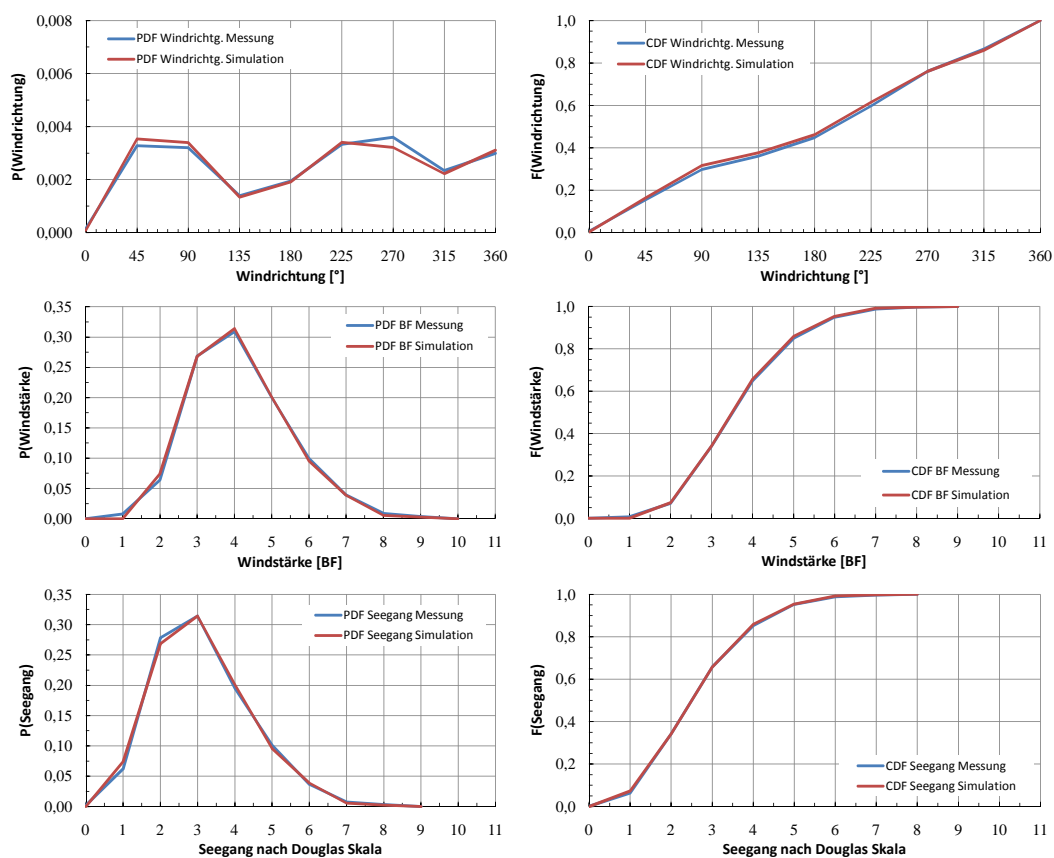 0,008
0,006
0,004
0,002
0,000
P(Windrichtung)
PDF Windrichtg. Messung
PDF Windrichtg. Simulation
0 45 90 135 180 225 270 315 360
Windrichtung [°]
1,0
0,8
0,6
0,4
0,2
0,0
F(Windrichtung)
CDF Windrichtg. Messung
CDF Windrichtg. Simulation
0 45 90 135 180 225 270 315 360
Windrichtung [°]
0,35
0,30
0,25
0,20
0,15
0,10
0,05
0,00
P(Windstärke)
PDF BF Messung
PDF BF Simulation
0 1 2 3 4 5 6 7 8 9 10 11
Windstärke [BF]
1,0
0,8
0,6
0,4
0,2
0,0
F(Windstärke)
CDF BF Messung
CDF BF Simulation
0 1 2 3 4 5 6 7 8 9 10 11
Windstärke [BF]
0,35
0,30
0,25
0,20
0,15
0,10
0,05
0,00
P(Seegang)
PDF Seegang Messung
PDF Seegang Simulation
0 1 2 3 4 5 6 7 8 9 10 11
Seegang nach Douglas Skala
1,0
0,8
0,6
0,4
0,2
0,0
F(Seegang)
CDF Seegang Messung
CDF Seegang Simulation
0 1 2 3 4 5 6 7 8 9 10 11
Seegang nach Douglas Skala